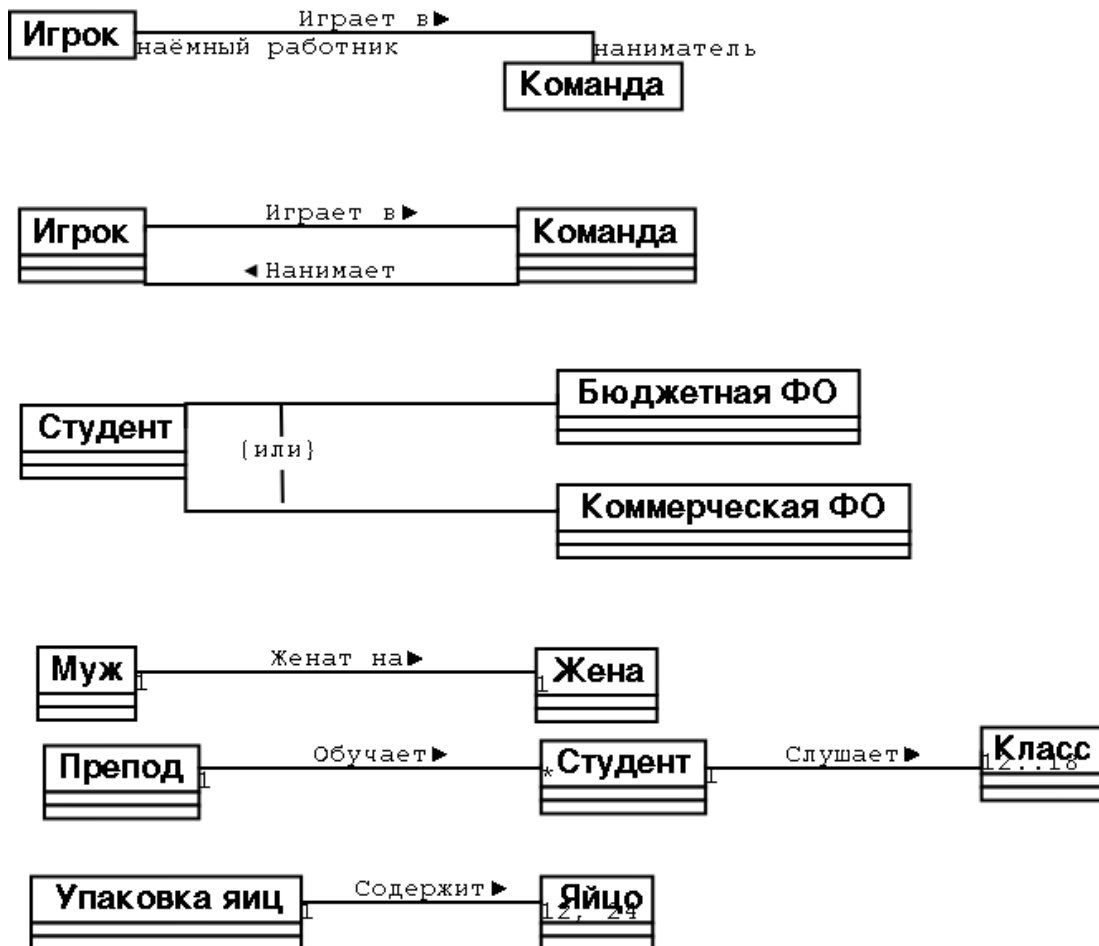 Играет в►
Игрок
наёмный работник
наниматель
Команда
Играет в►
Игрок
Команда
◄Нанимает
Бюджетная ФО
Студент
{или}
Коммерческая ФО
Женат на►
Муж
Жена
1
1
Обучает►
Слушает►
Класс
Препод
Студент
12..18
1
*
1
Содержит►
Упаковка яиц
Яйцо
1
12, 24